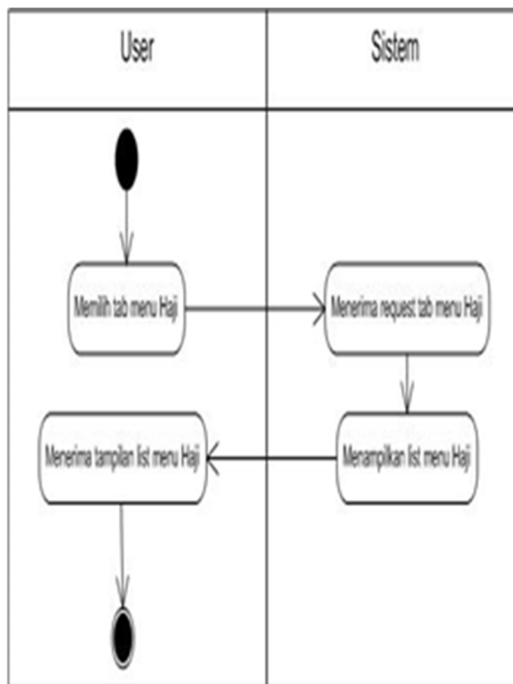 User
Sistem
Memilih tab menu Haji
Menerima request tab menu Haji
Menampilkan list menu Haji
Menerima tampilan list menu Haji